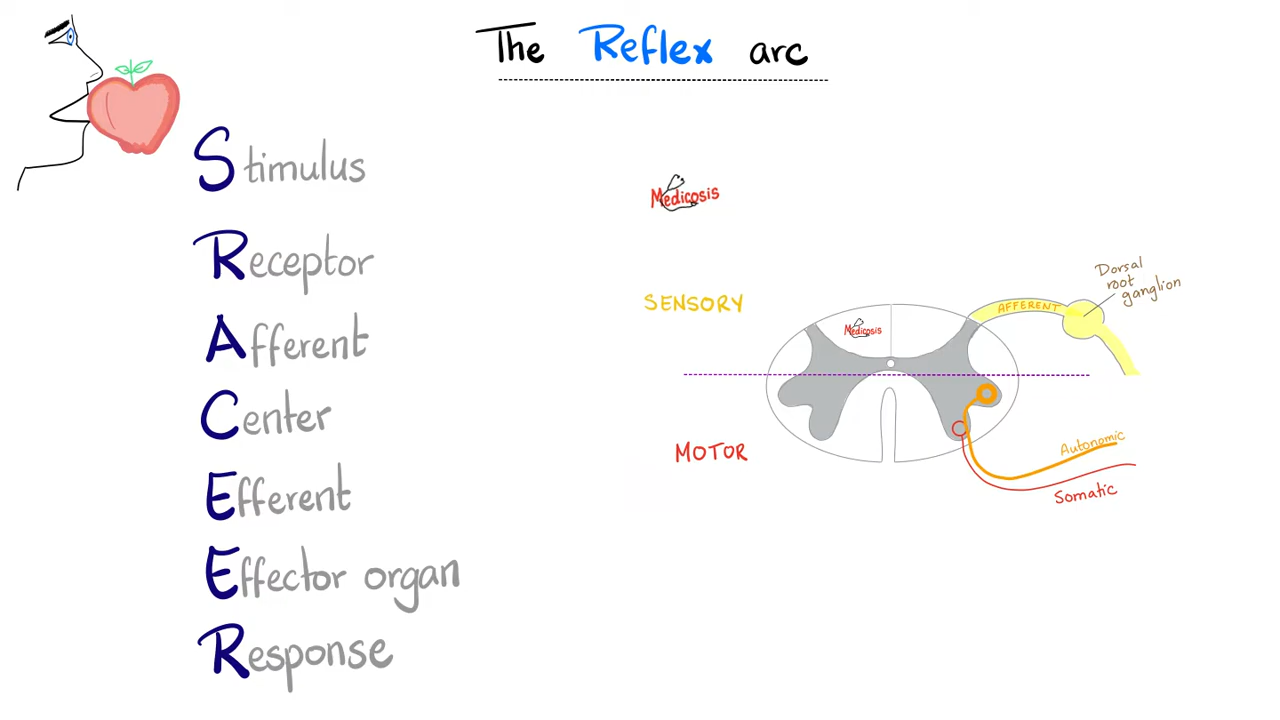 The Reflex arc
Stimulus
Receptor
Afferent
Center
Efferent
Effector organ
Response
Medicosis
SENSORY
Medicosis
AFFERENT
Dorsal
root
ganglion
MOTOR
Autonomic
Somatic